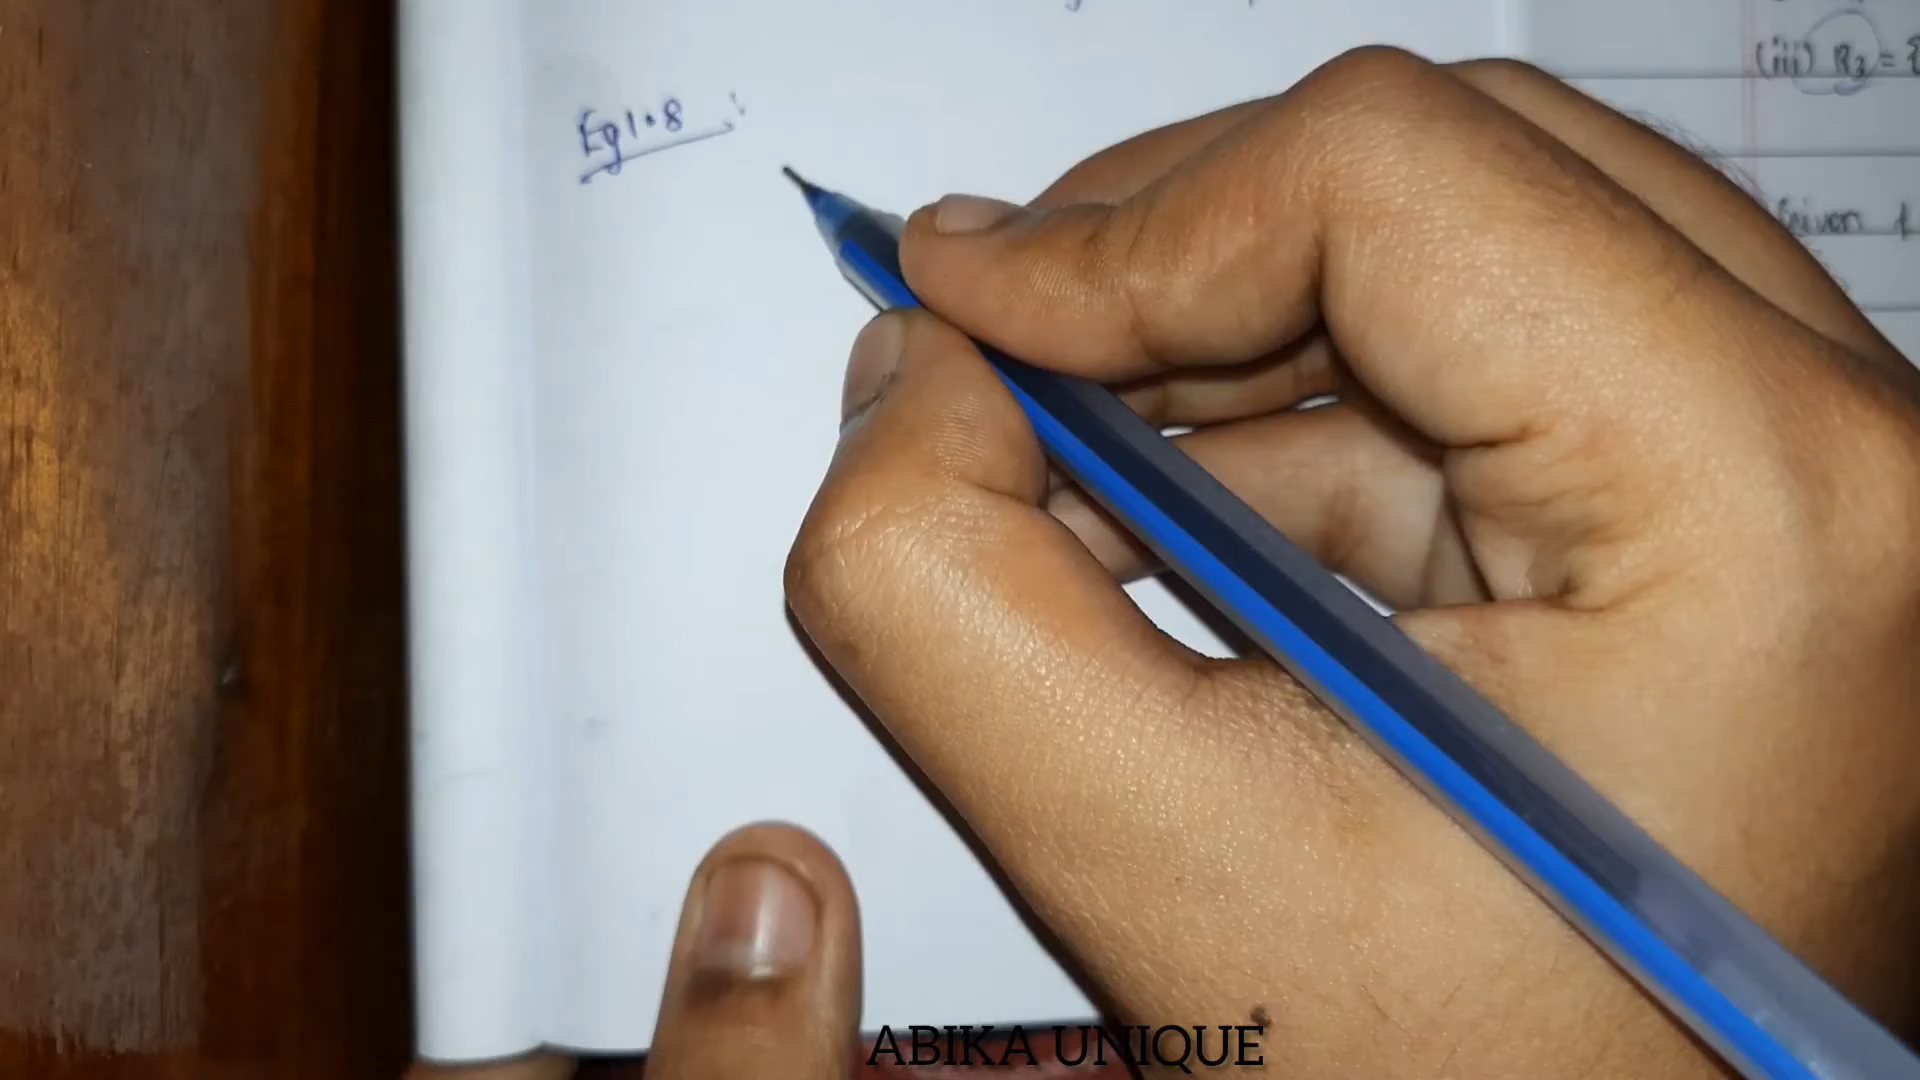 Eg 1.8 :
(iii) R3 = {
Given f
ABIKA UNIQUE